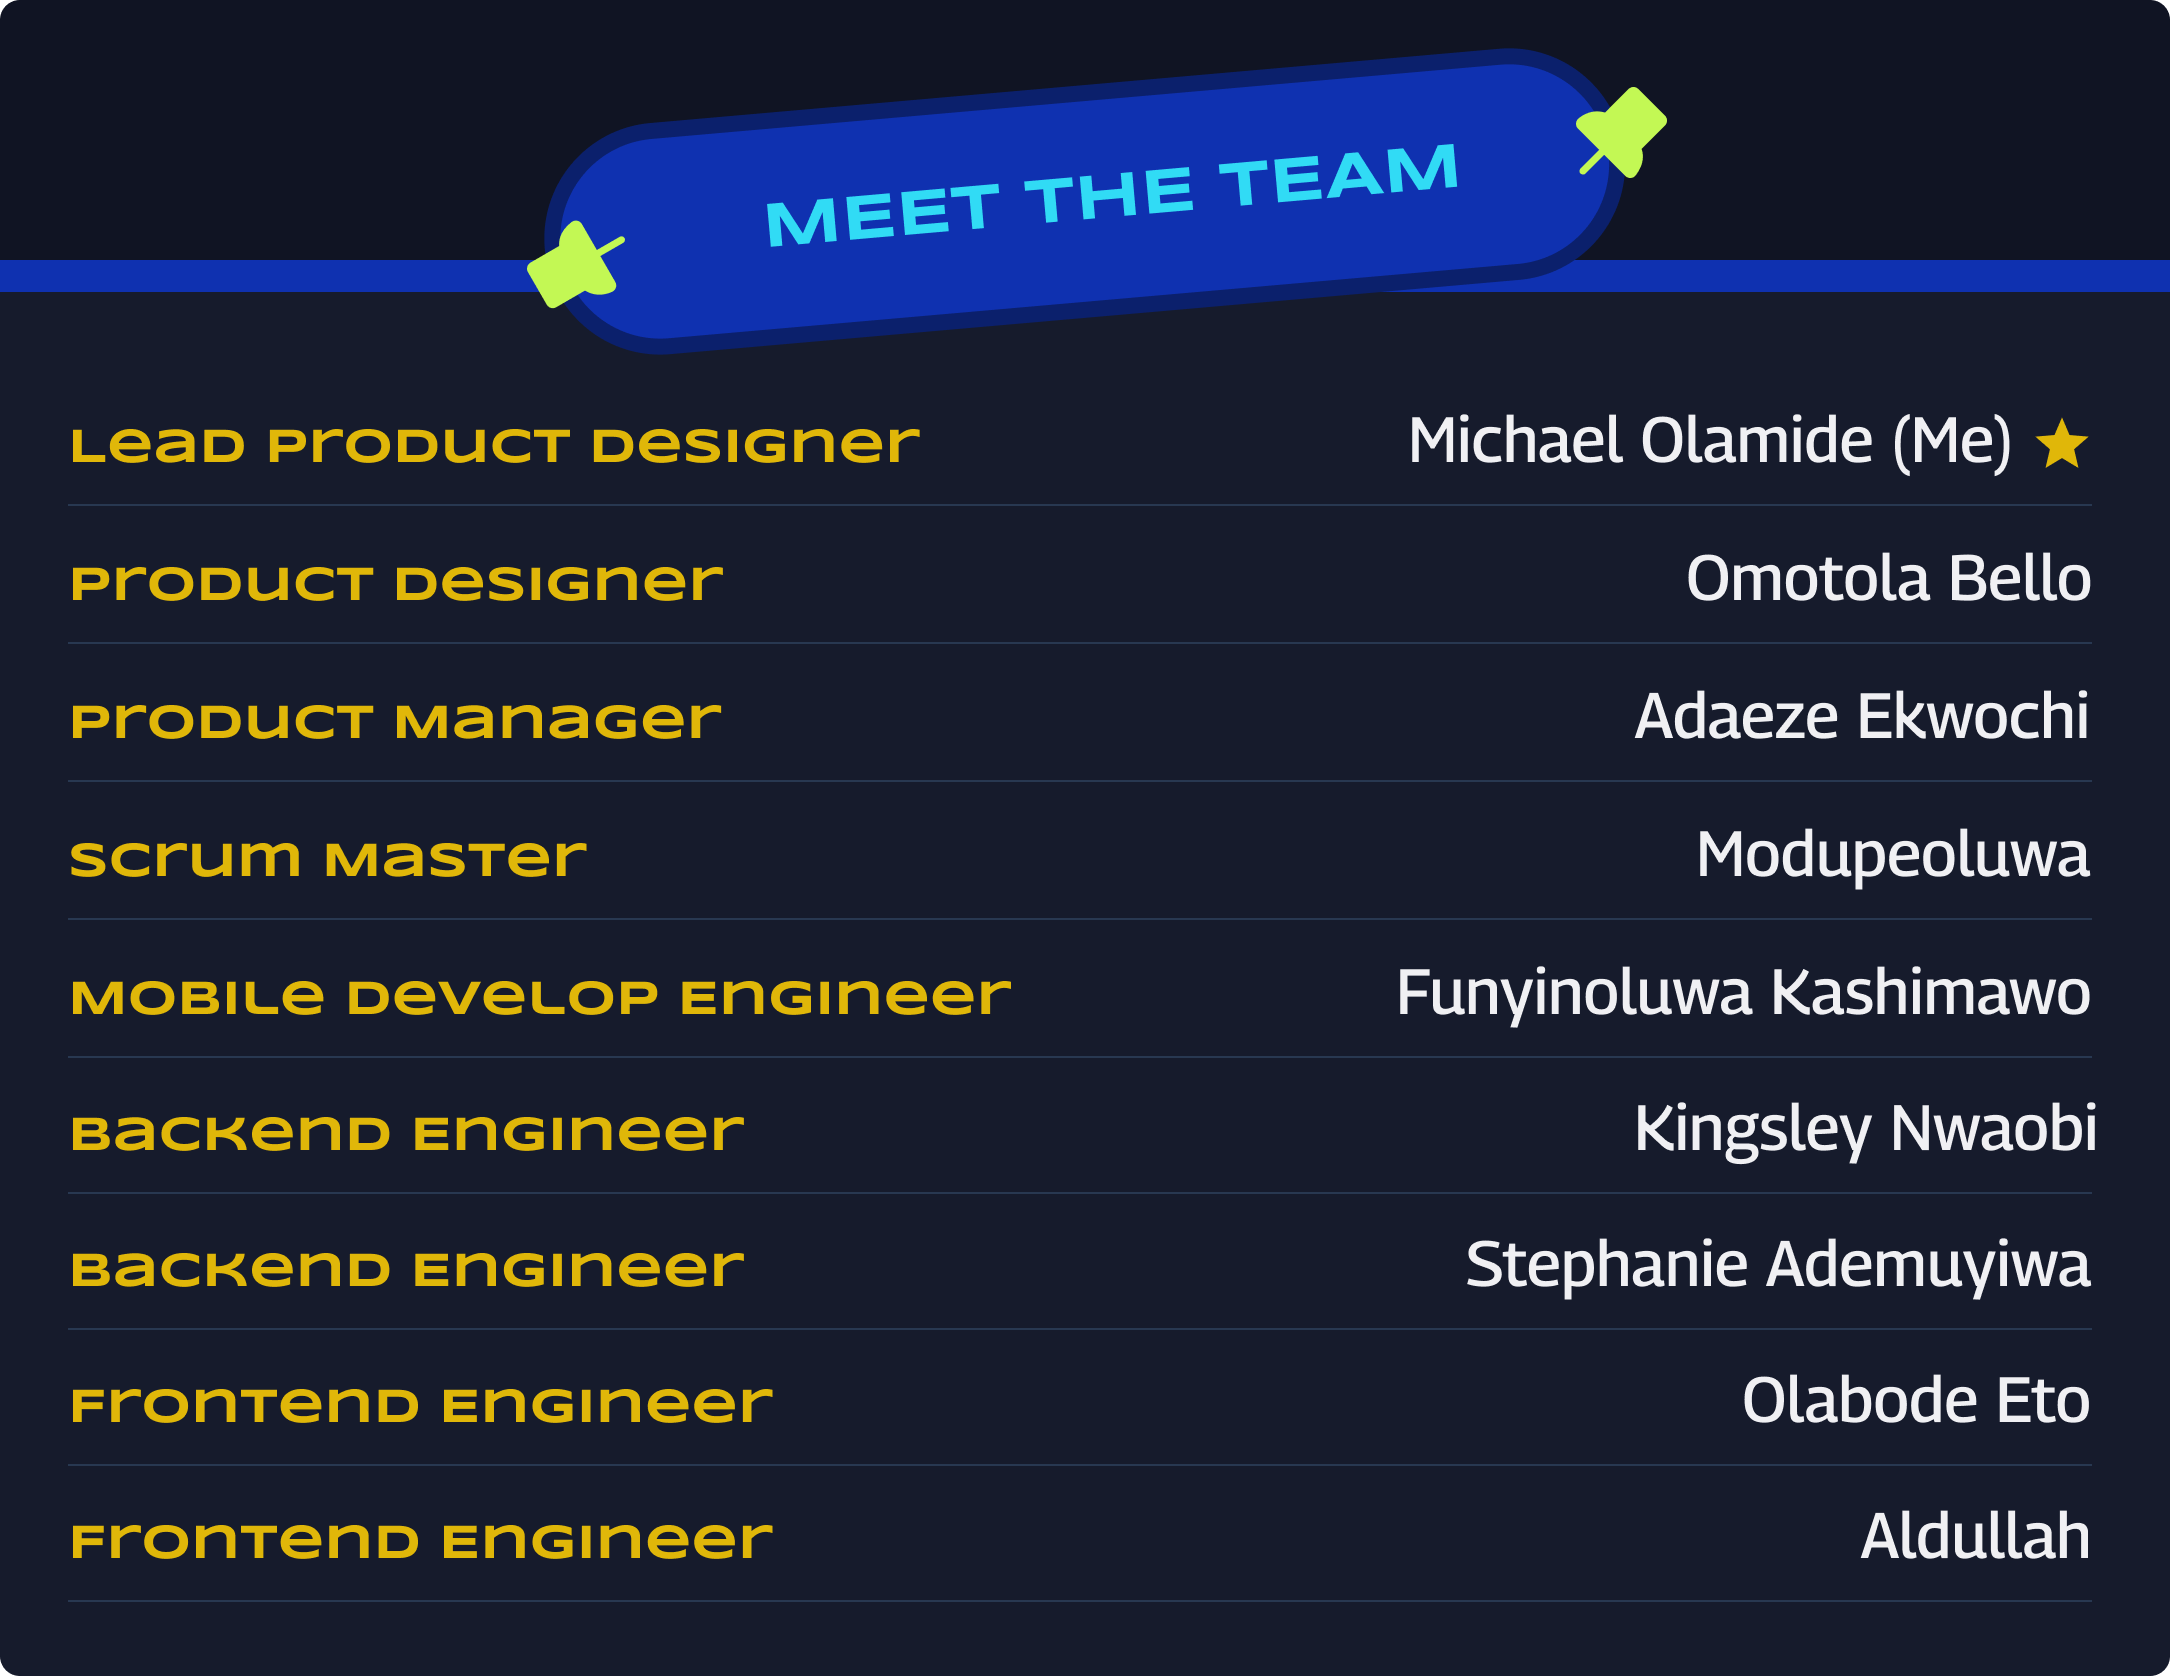 MEET THE TEAM
Lead Product Designer Michael Olamide (Me)
Product Designer Omotola Bello
Product Manager Adaeze Ekwochi
Scrum Master Modupeoluwa
Mobile Develop Engineer Funyinoluwa Kashimawo
Backend Engineer Kingsley Nwaobi
Backend Engineer Stephanie Ademuyiwa
Frontend Engineer Olabode Eto
Frontend Engineer Aldullah